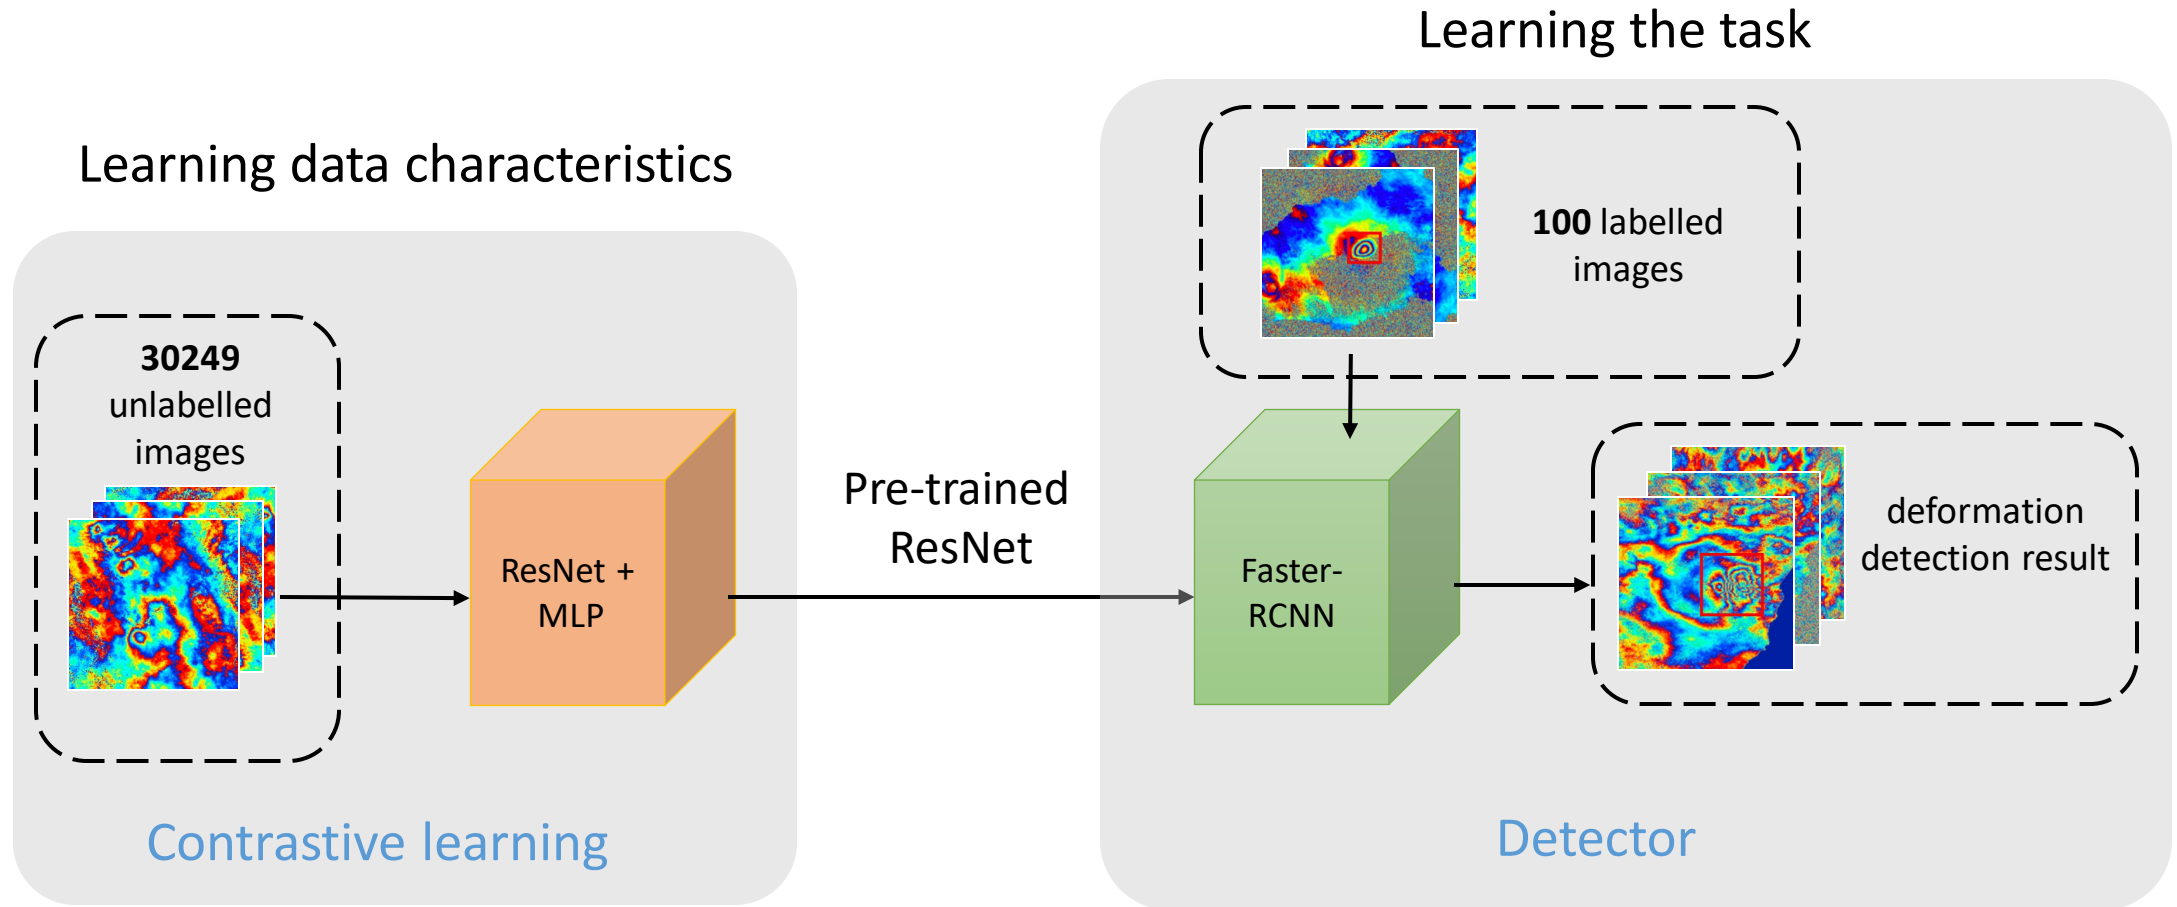 Learning data characteristics
30249
unlabelled
images
ResNet +
MLP
Contrastive learning
Pre-trained
ResNet
Learning the task
100 labelled
images
Faster-
RCNN
deformation
detection result
Detector